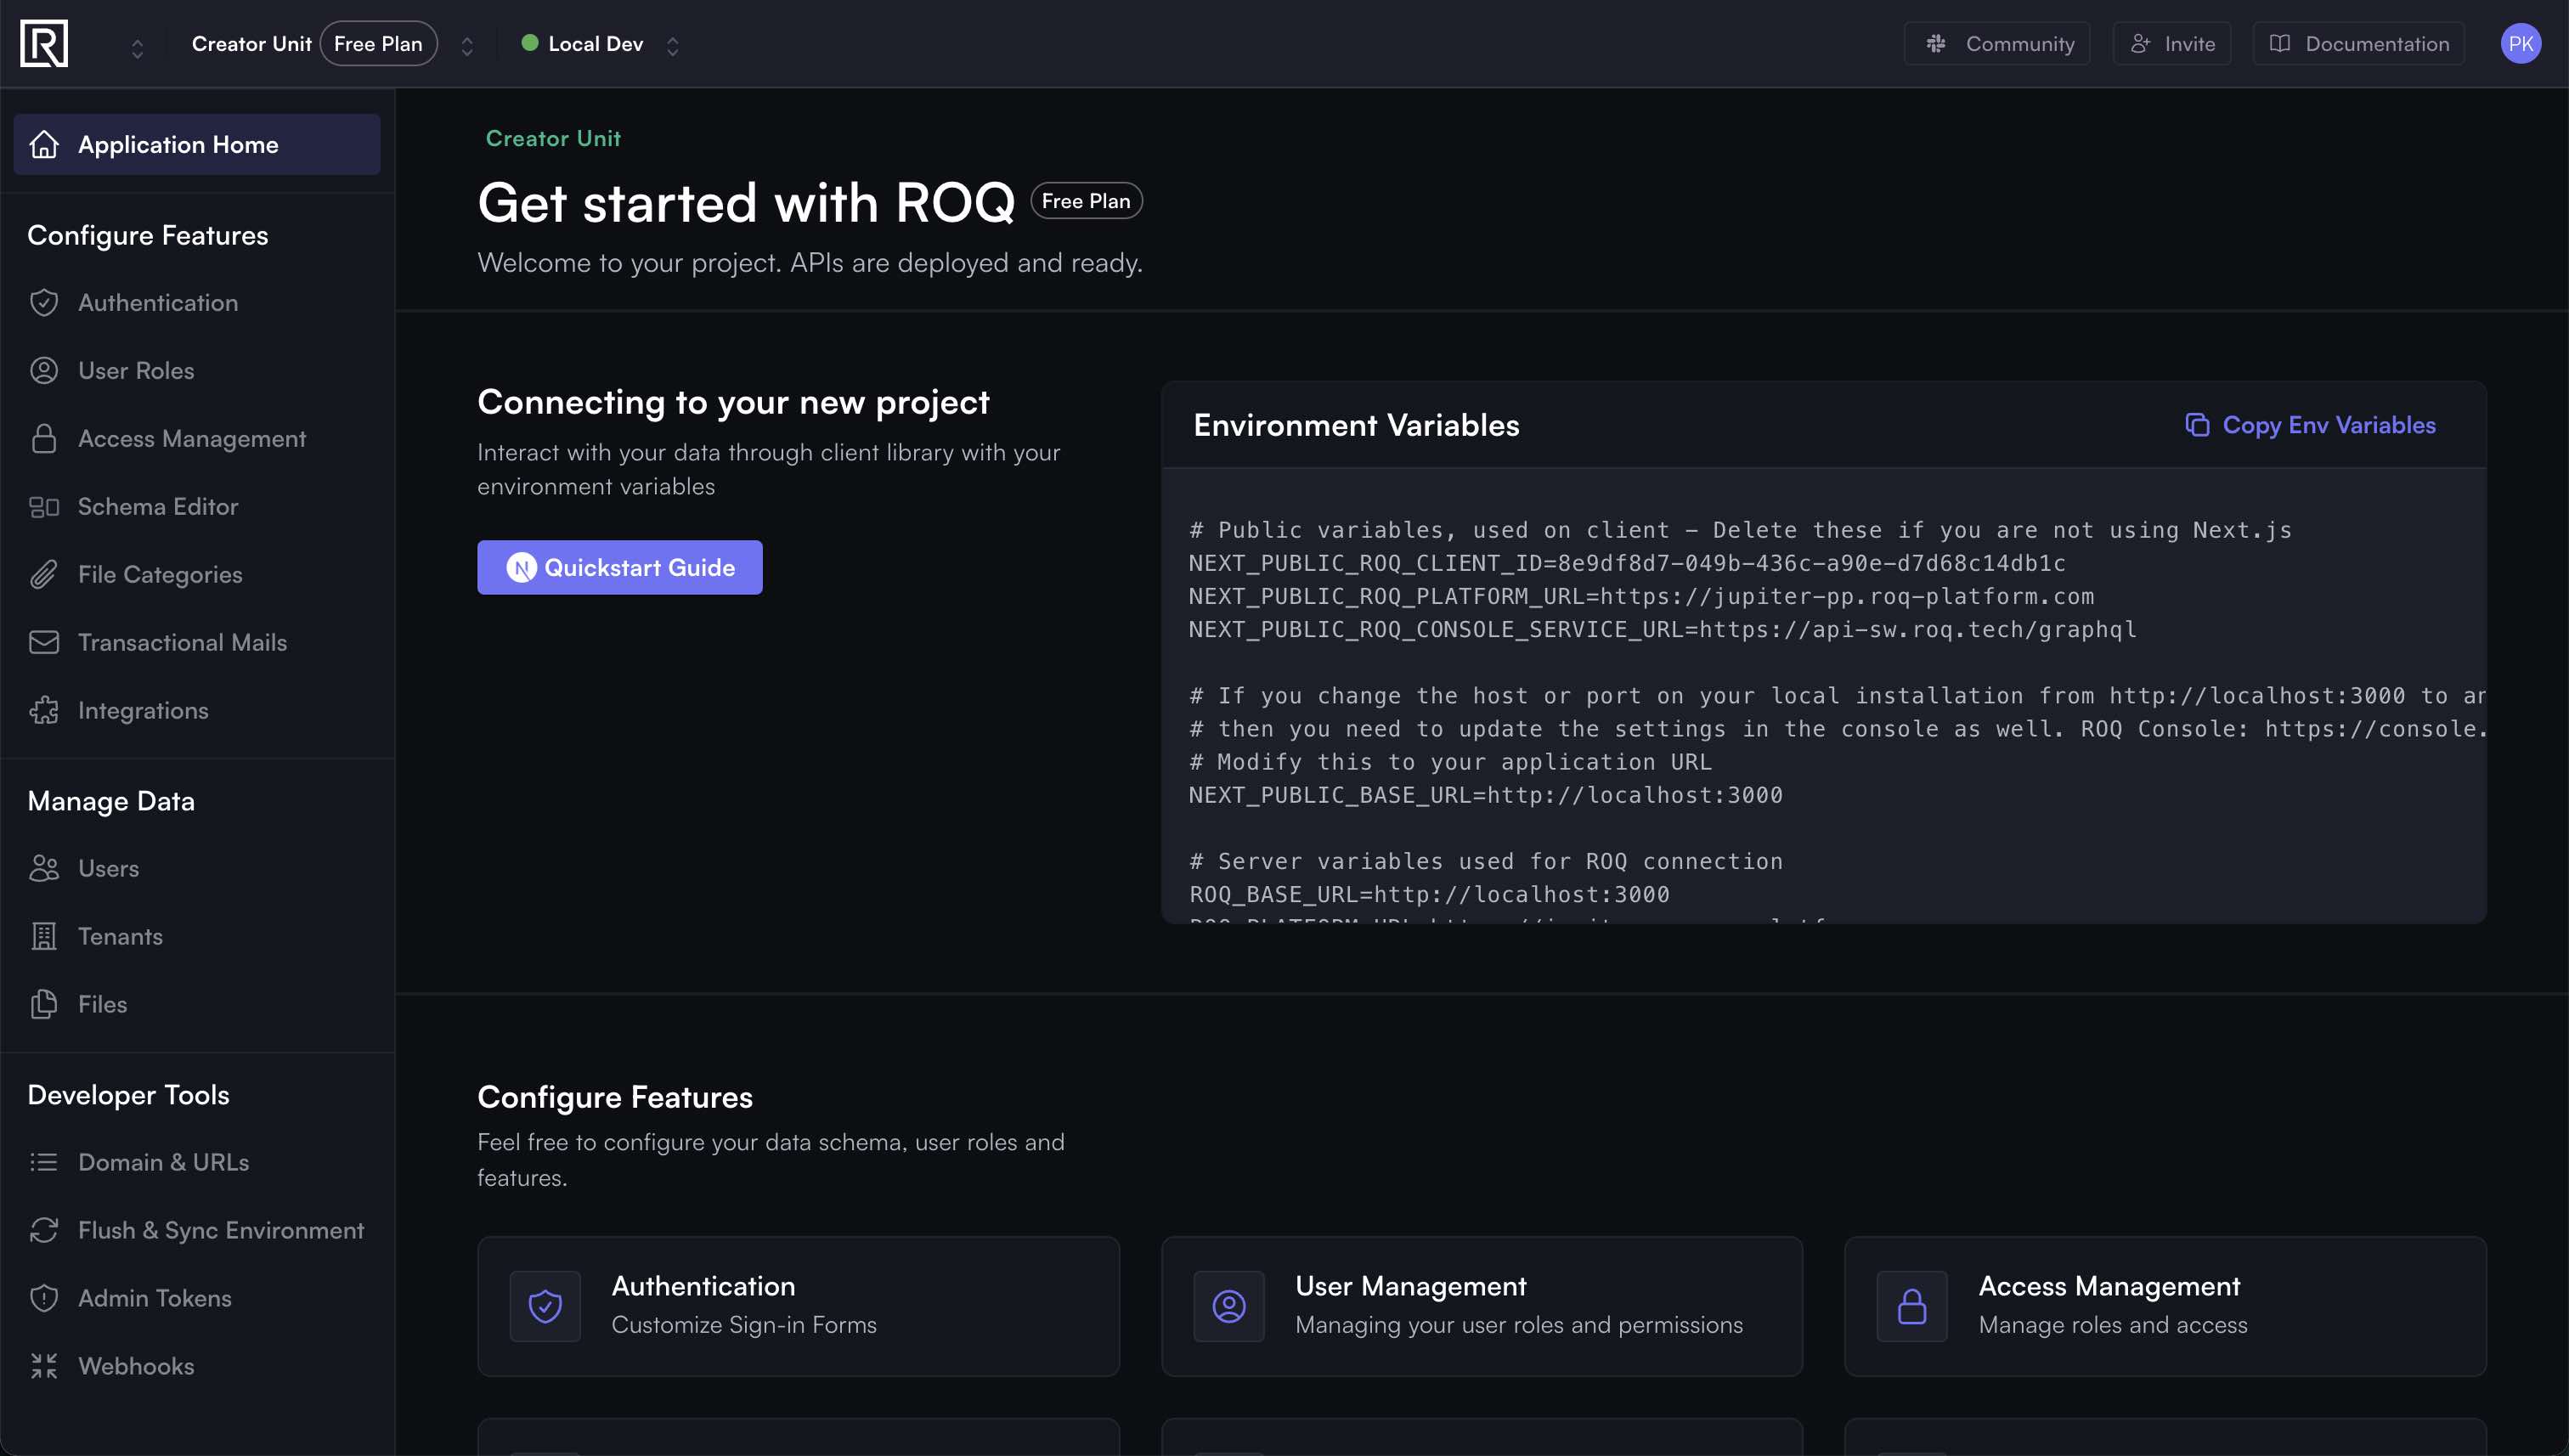 Creator Unit Free Plan Local Dev Community Invite Documentation PK
Application Home
Configure Features
Authentication
User Roles
Access Management
Schema Editor
File Categories
Transactional Mails
Integrations
Manage Data
Users
Tenants
Files
Developer Tools
Domain & URLs
Flush & Sync Environment
Admin Tokens
Webhooks
Creator Unit
Get started with ROQ Free Plan
Welcome to your project. APIs are deployed and ready.
Connecting to your new project
Interact with your data through client library with your
environment variables
Quickstart Guide
Environment Variables Copy Env Variables
# Public variables, used on client – Delete these if you are not using Next.js
NEXT_PUBLIC_ROQ_CLIENT_ID=8e9df8d7-049b-436c-a90e-d7d68c14db1c
NEXT_PUBLIC_ROQ_PLATFORM_URL=https://jupiter-pp.roq-platform.com
NEXT_PUBLIC_ROQ_CONSOLE_SERVICE_URL=https://api-sw.roq.tech/graphql
# If you change the host or port on your local installation from http://localhost:3000 to
# then you need to update the settings in the console as well. ROQ Console: https://console.
# Modify this to your application URL
NEXT_PUBLIC_BASE_URL=http://localhost:3000
# Server variables used for ROQ connection
ROQ_BASE_URL=http://localhost:3000
Configure Features
Feel free to configure your data schema, user roles and
features.
Authentication
Customize Sign-in Forms
User Management
Managing your user roles and permissions
Access Management
Manage roles and access